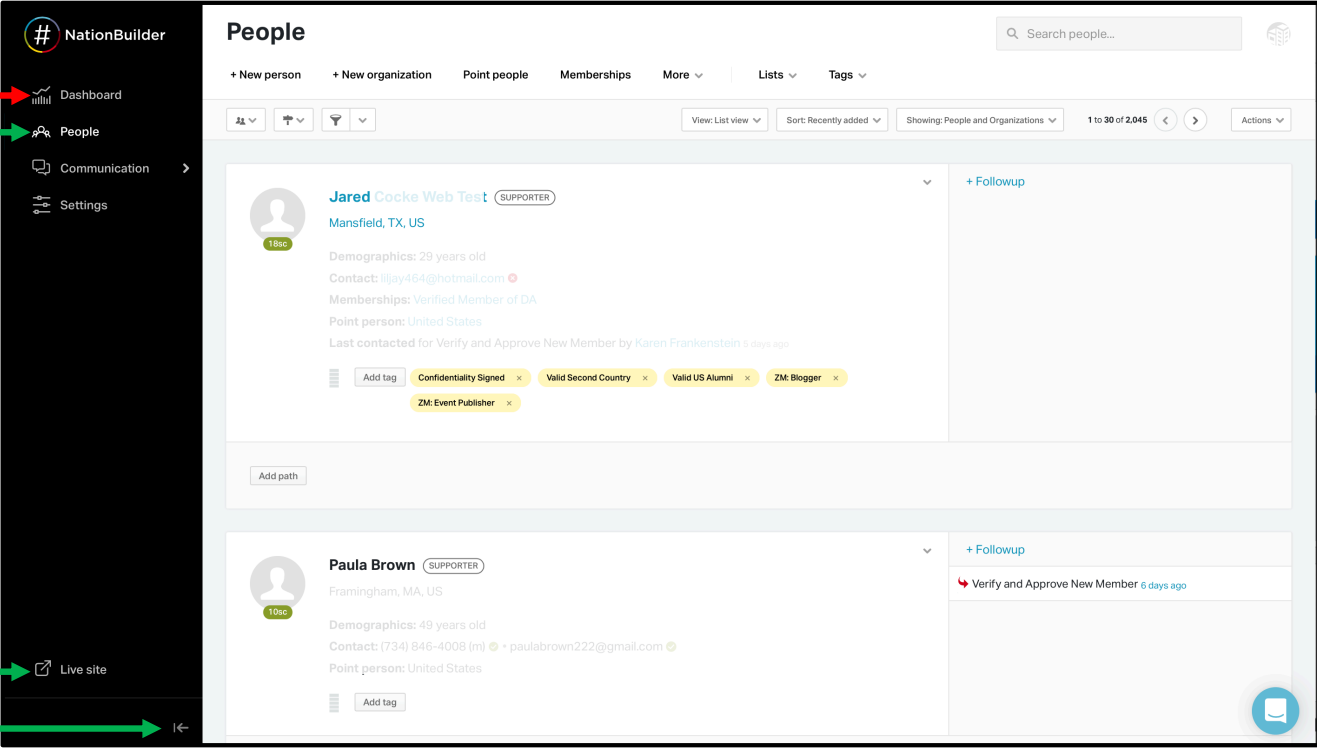 # NationBuilder
Dashboard
People
Communication
Settings
Live site
People
Search people...
+ New person + New organization Point people Memberships More Lists Tags
View: List view Sort: Recently added Showing: People and Organizations 1 to 30 of 2,045 Actions
Jared Cocke Web Test SUPPORTER
+ Followup
Mansfield, TX, US
18sc
Demographics: 29 years old
Contact: liljay464@hotmail.com
Memberships: Verified Member of DA
Point person: United States
Last contacted for Verify and Approve New Member by Karen Frankenstein 5 days ago
Add tag Confidentiality Signed × Valid Second Country × Valid US Alumni × ZM: Blogger ×
ZM: Event Publisher ×
Add path
Paula Brown SUPPORTER
+ Followup
Verify and Approve New Member 6 days ago
Framingham, MA, US
10sc
Demographics: 49 years old
Contact: (734) 846-4008 (m) • paulabrown222@gmail.com
Point person: United States
Add tag